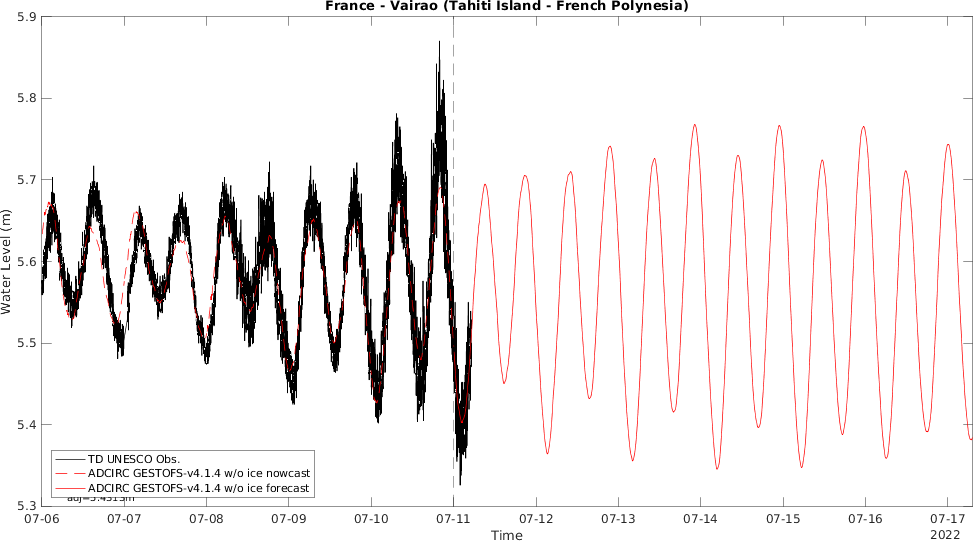 France - Vairao (Tahiti Island - French Polynesia)
5.9
5.8
5.7
5.6
5.5
5.4
5.3
Water Level (m)
TD UNESCO Obs.
ADCIRC GESTOFS-v4.1.4 w/o ice nowcast
ADCIRC GESTOFS-v4.1.4 w/o ice forecast
07-06 07-07 07-08 07-09 07-10 07-11 07-12 07-13 07-14 07-15 07-16 07-17
Time
2022